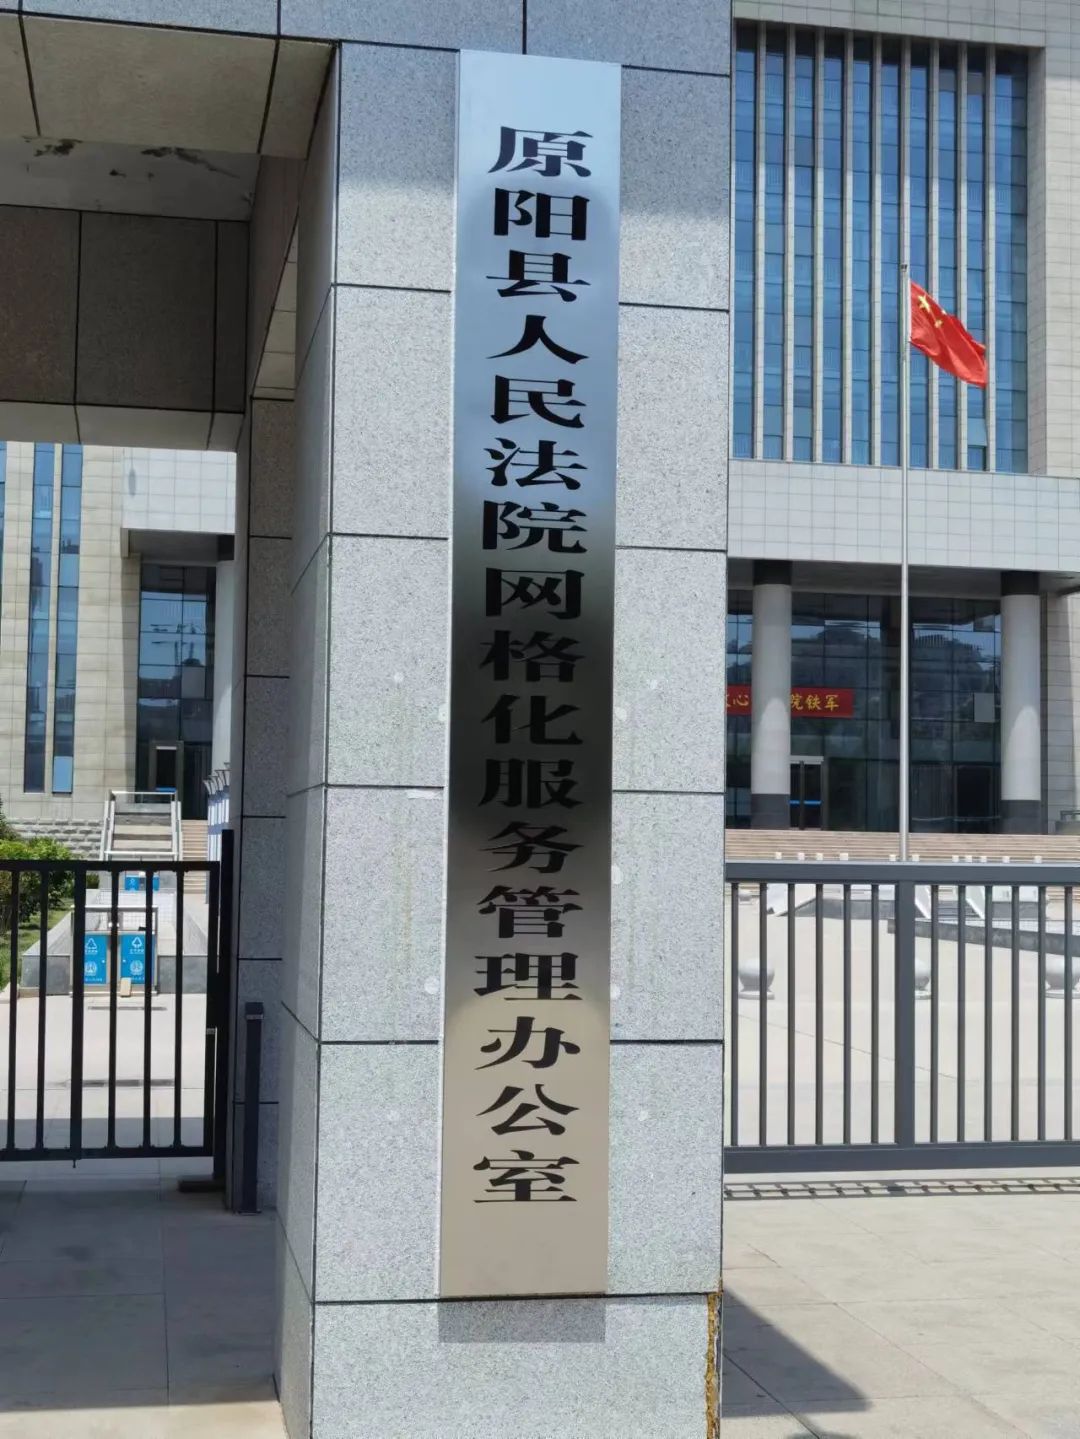 原阳县人民法院网格化服务管理办公室
心 院铁军